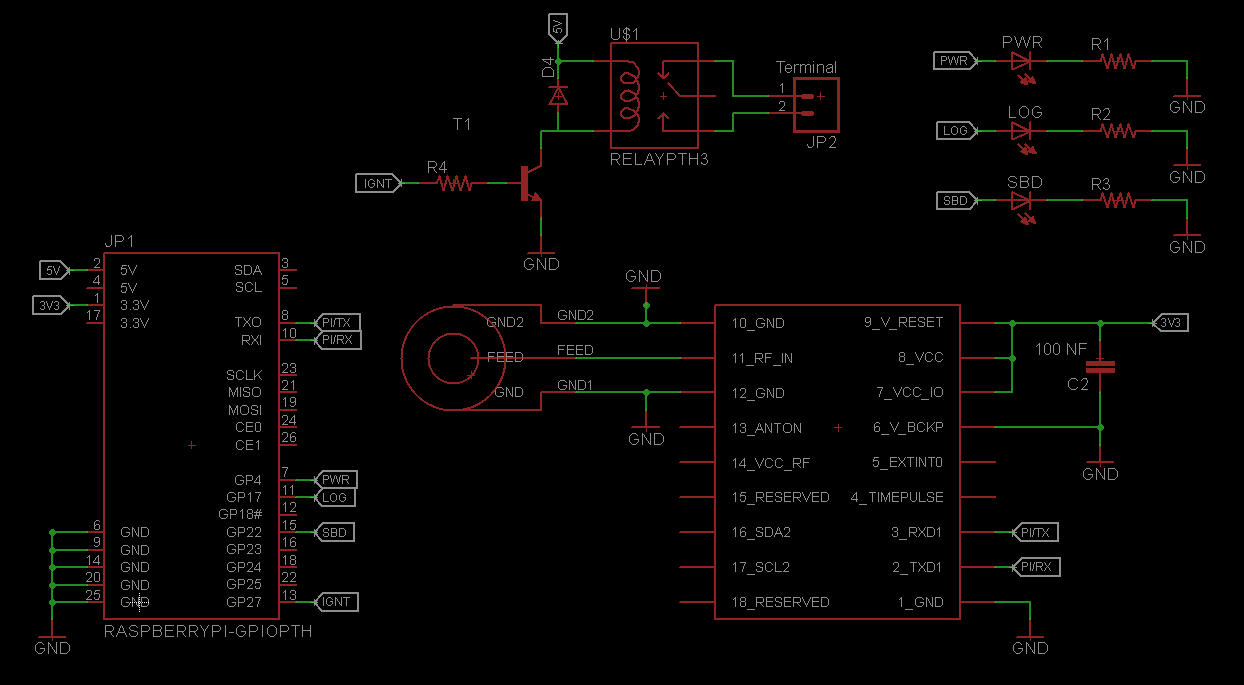 5V
D4
U$1
RELAYPTH3
Terminal
1
2
JP2
T1
IGNT
R4
GND
PWR
PWR
R1
GND
LOG
LOG
R2
GND
SBD
SBD
R3
GND
JP1
5V
2
5V
4
5V
3V3
1
3.3V
17
3.3V
SDA
3
SCL
5
TXO
8
PI/TX
RXI
10
PI/RX
SCLK
23
MISO
21
MOSI
19
CE0
24
CE1
26
GP4
7
PWR
GP17
11
LOG
GP18#
12
GP22
15
SBD
GP23
16
GP24
18
GP25
22
GP27
13
IGNT
6
GND
9
GND
14
GND
20
GND
25
GND
GND
RASPBERRYPI-GPIOPTH
GND
GND2
GND2
FEED
FEED
GND
GND1
GND
10_GND
11_RF_IN
12_GND
13_ANTON
14_VCC_RF
15_RESERVED
16_SDA2
17_SCL2
18_RESERVED
9_V_RESET
8_VCC
7_VCC_IO
6_V_BCKP
5_EXTINT0
4_TIMEPULSE
3_RXD1
2_TXD1
1_GND
3V3
100 NF
C2
GND
PI/TX
PI/RX
GND